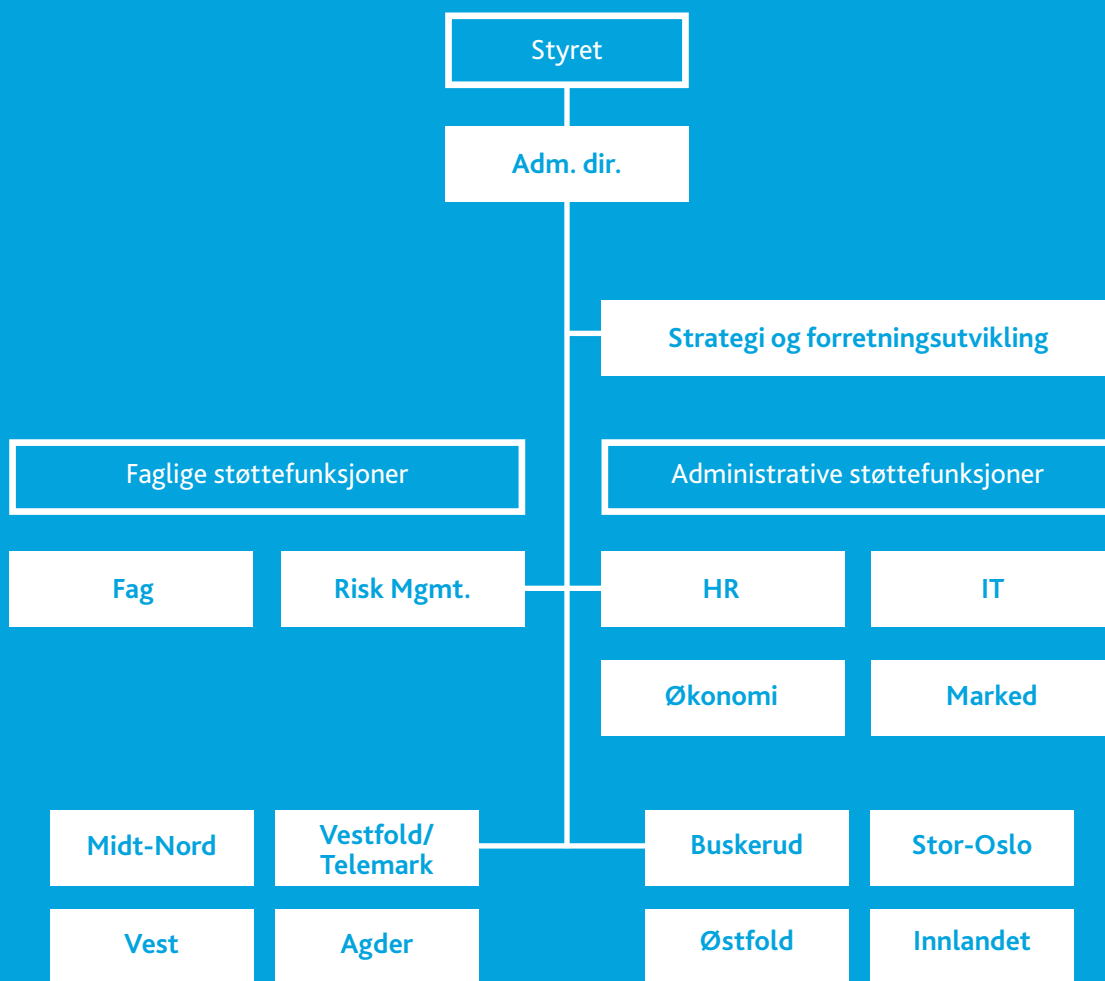 Styret
Adm. dir.
Strategi og forretningsutvikling
Faglige støttefunksjoner
Administrative støttefunksjoner
Fag
Risk Mgmt.
HR
IT
Økonomi
Marked
Midt-Nord
Vestfold/
Telemark
Buskerud
Stor-Oslo
Vest
Agder
Østfold
Innlandet